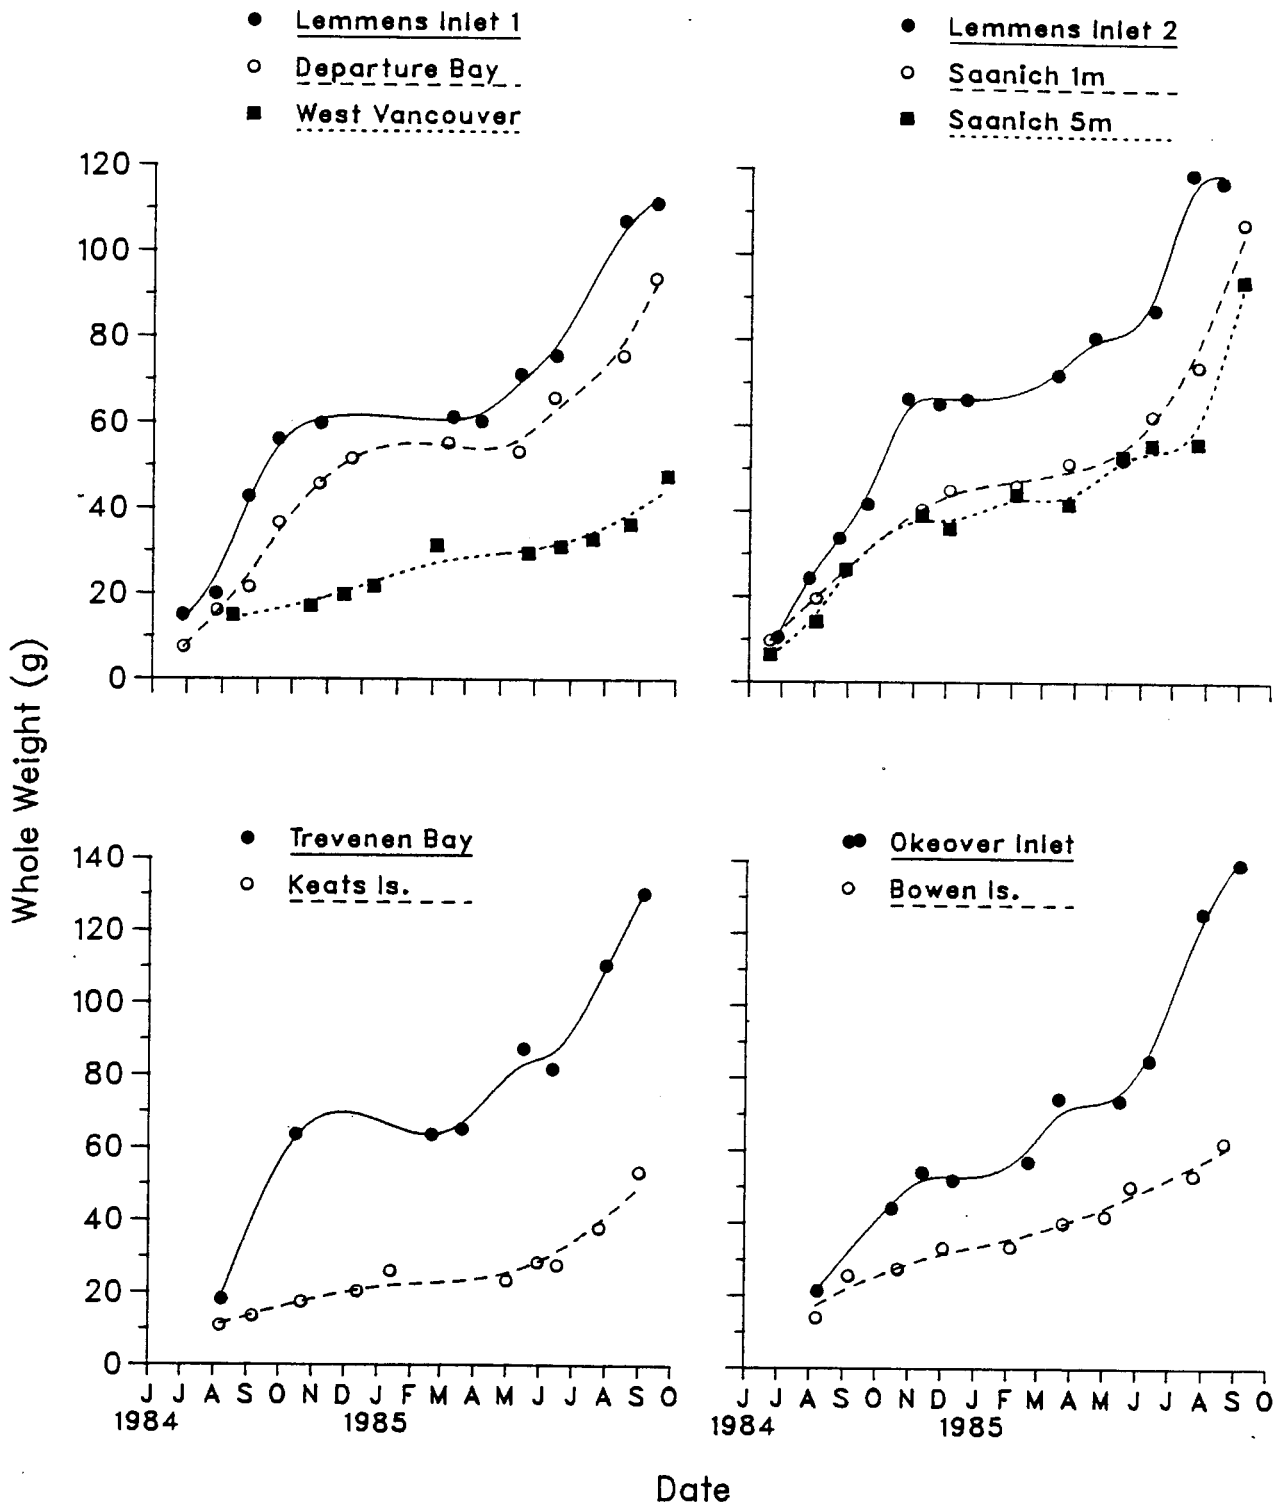 Lemmens Inlet 1
Departure Bay
West Vancouver
Lemmens Inlet 2
Saanich 1m
Saanich 5m
120
100
80
60
40
20
0
Whole Weight (g)
Trevenen Bay
Keats Is.
Okeover Inlet
Bowen Is.
140
120
100
80
60
40
20
0
J J A S O N D J F M A M J J A S O
1984 1985
J J A S O N D J F M A M J J A S O
1984 1985
Date